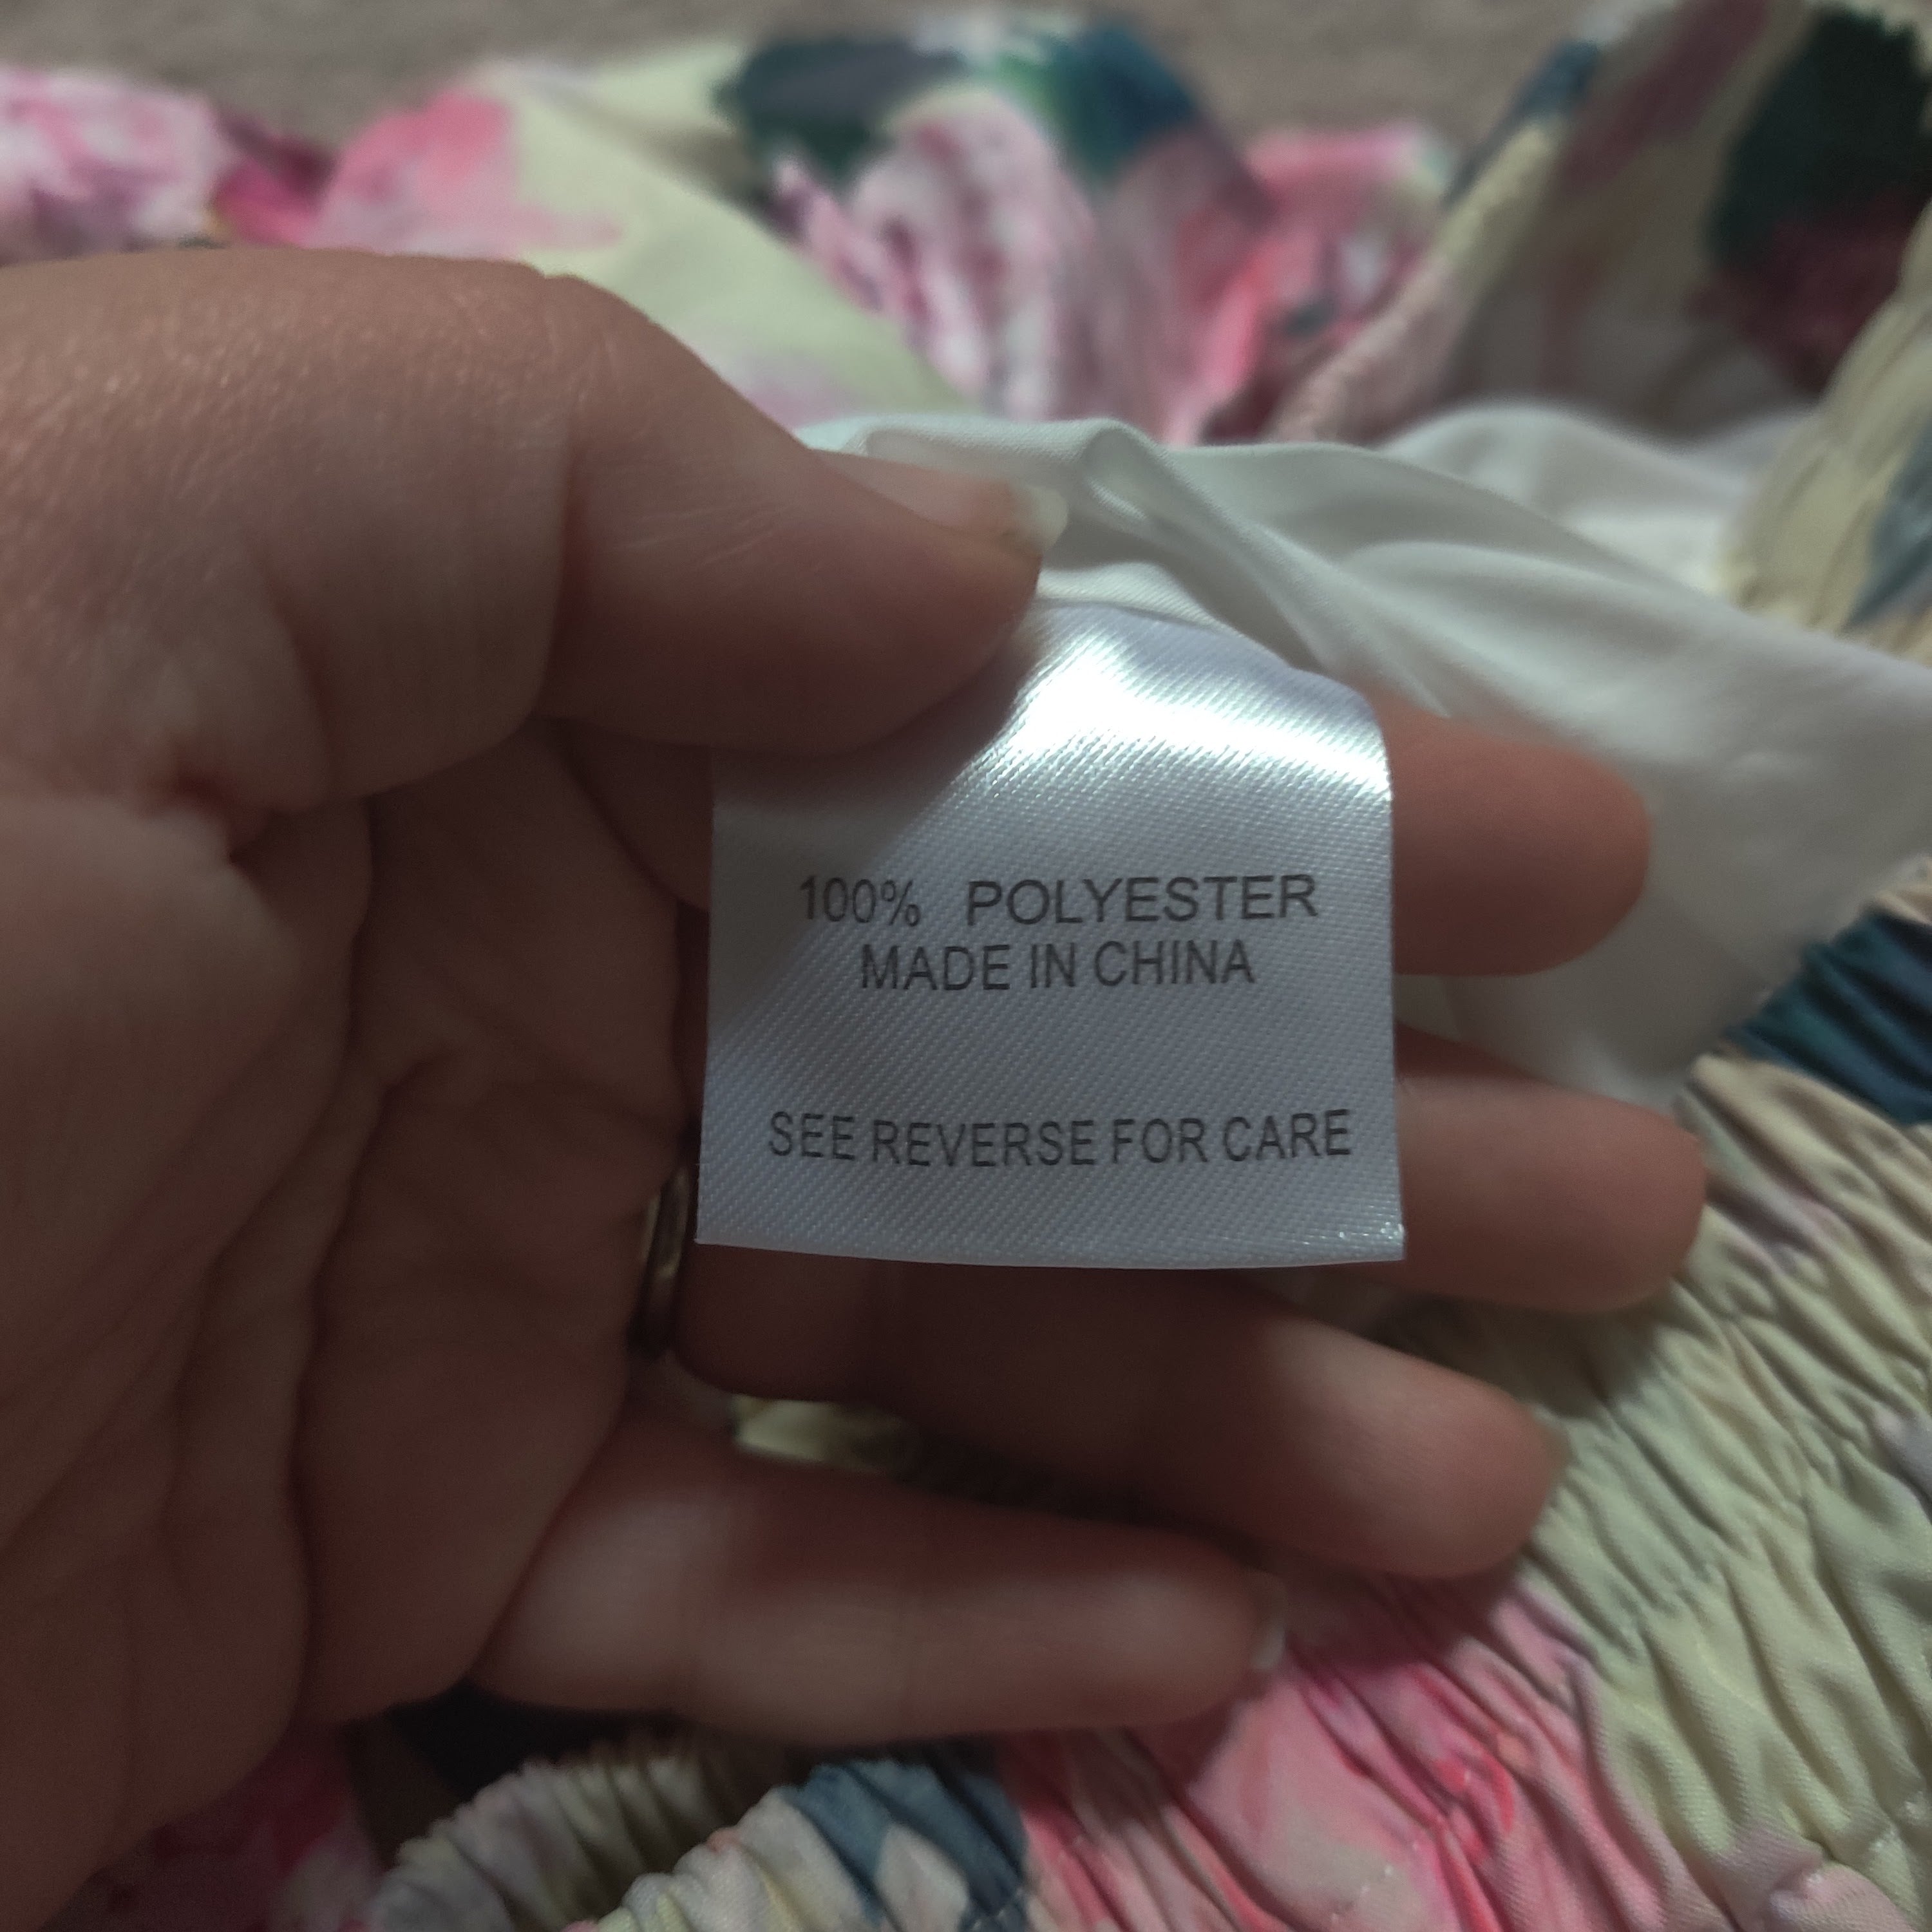 100% POLYESTER
MADE IN CHINA
SEE REVERSE FOR CARE